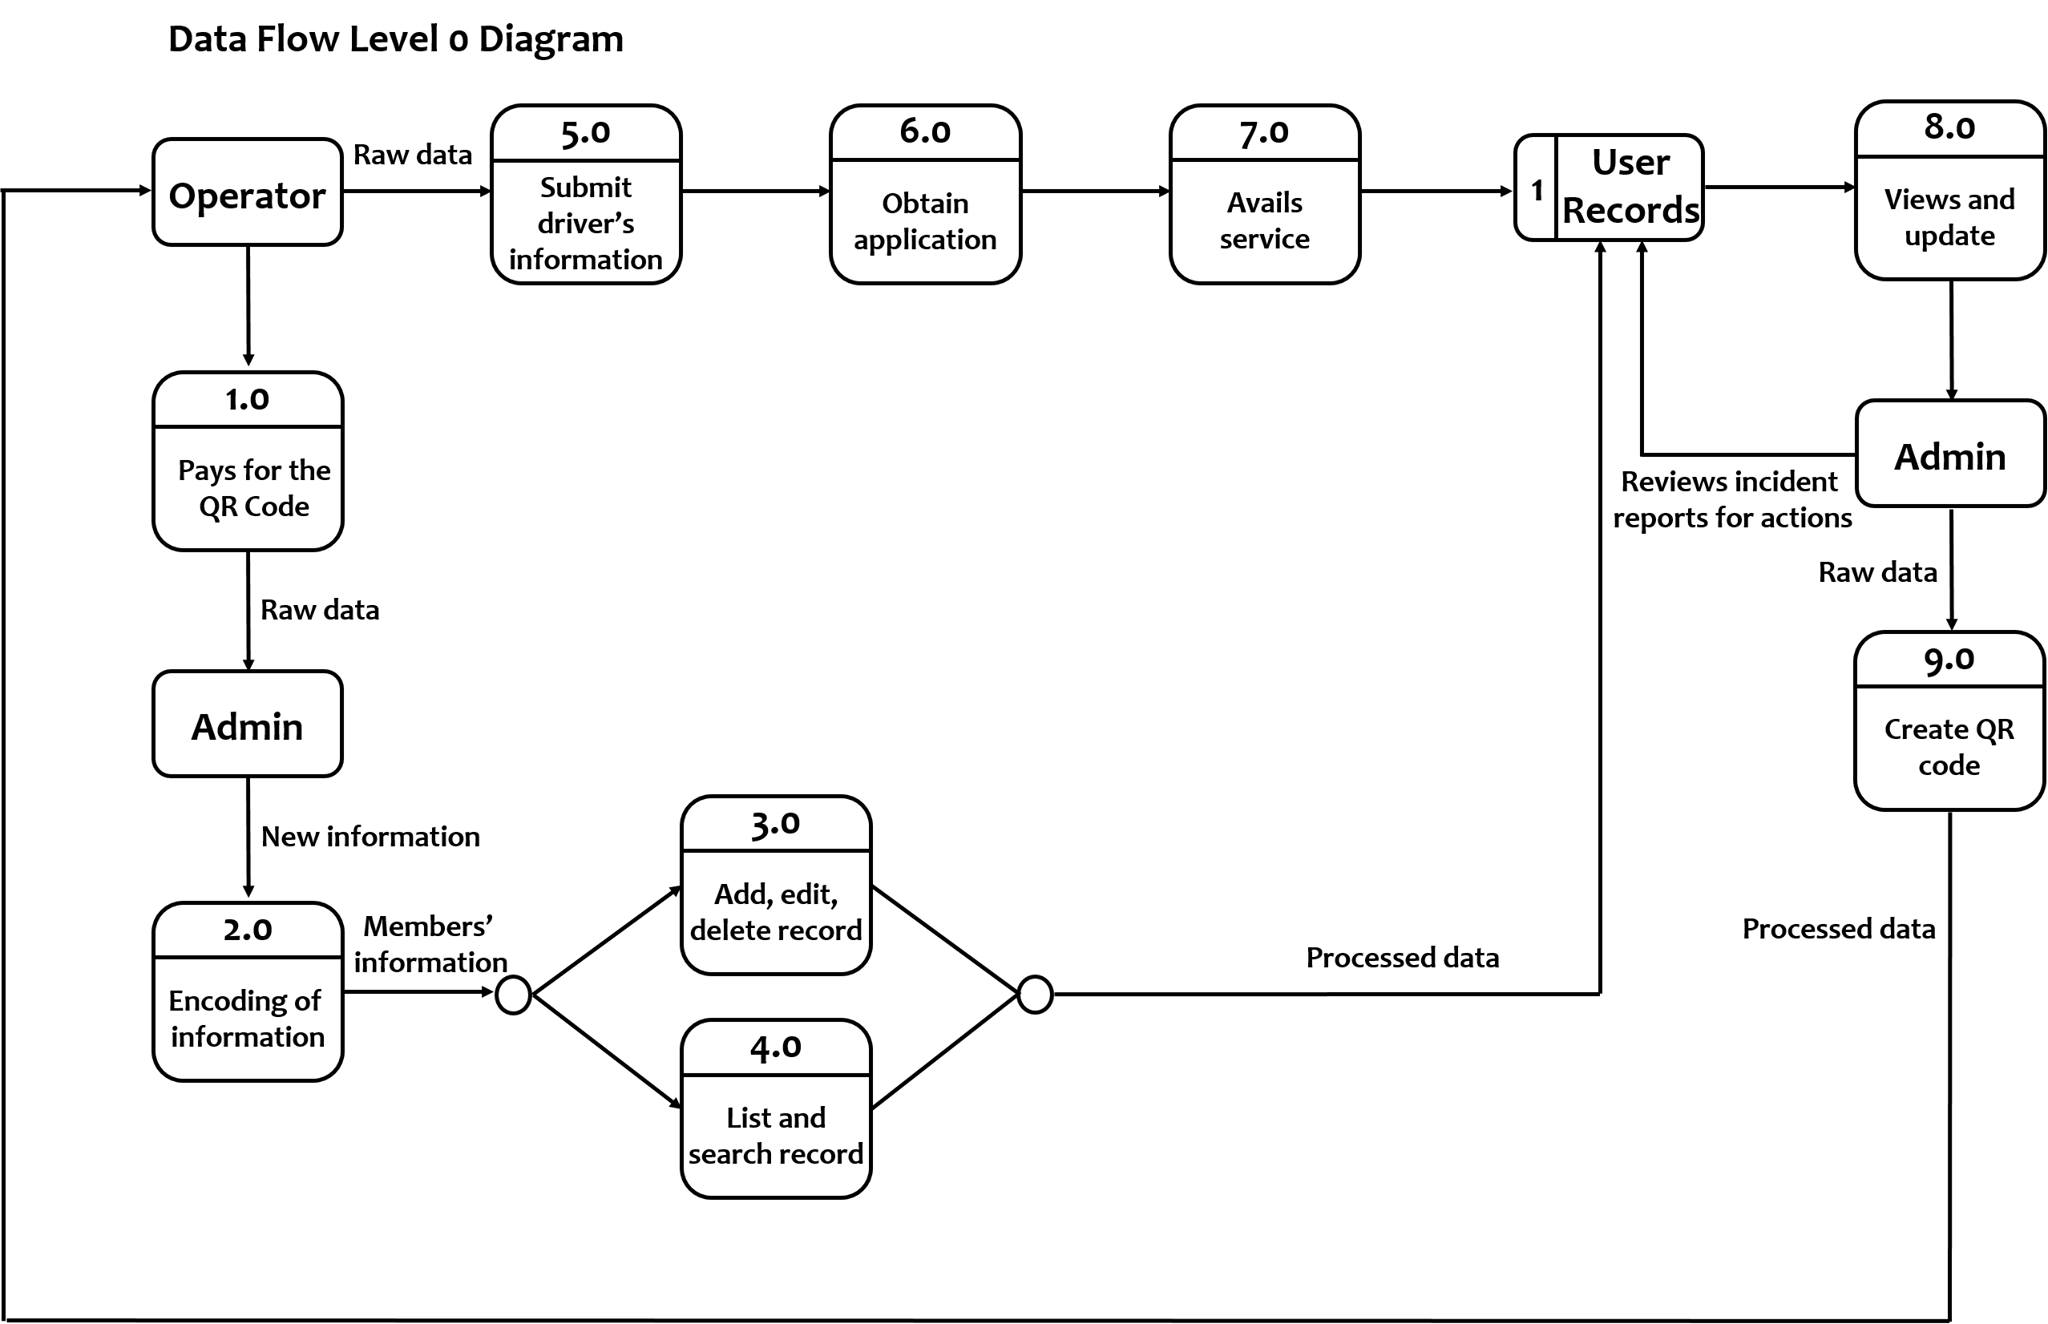 Data Flow Level 0 Diagram
Operator
Raw data
5.0
Submit
driver's
information
6.0
Obtain
application
7.0
Avails
service
1
User
Records
8.0
Views and
update
1.0
Pays for the
QR Code
Admin
Reviews incident
reports for actions
Raw data
Raw data
9.0
Create QR
code
Admin
New information
2.0
Encoding of
information
Members'
information
3.0
Add, edit,
delete record
4.0
List and
search record
Processed data
Processed data